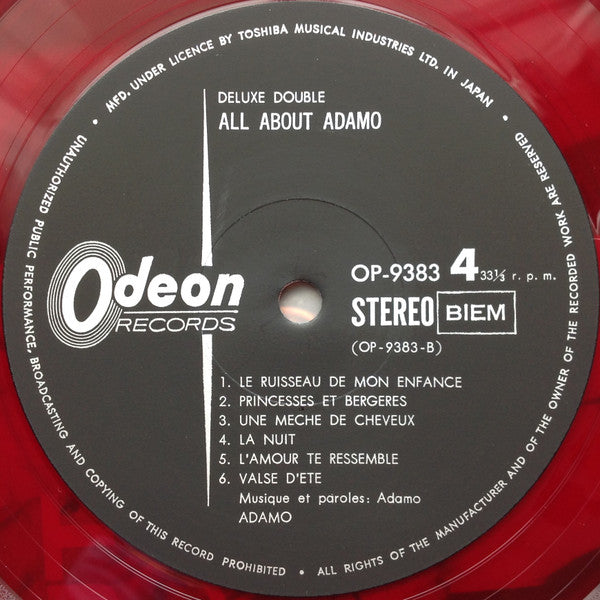 MFD. UNDER LICENCE BY TOSHIBA MUSICAL INDUSTRIES LTD. IN JAPAN •
UNAUTHORIZED PUBLIC PERFORMANCE, BROADCASTING AND COPYING OF THIS RECORD PROHIBITED • ALL RIGHTS OF THE MANUFACTURER AND OF THE OWNER OF THE RECORDED WORK ARE RESERVED
DELUXE DOUBLE
ALL ABOUT ADAMO
Odeon
RECORDS
OP-9383 4 33⅓ r. p. m.
STEREO BIEM
(OP-9383-B)
1. LE RUISSEAU DE MON ENFANCE
2. PRINCESSES ET BERGERES
3. UNE MECHE DE CHEVEUX
4. LA NUIT
5. L'AMOUR TE RESSEMBLE
6. VALSE D'ETE
Musique et paroles: Adamo
ADAMO